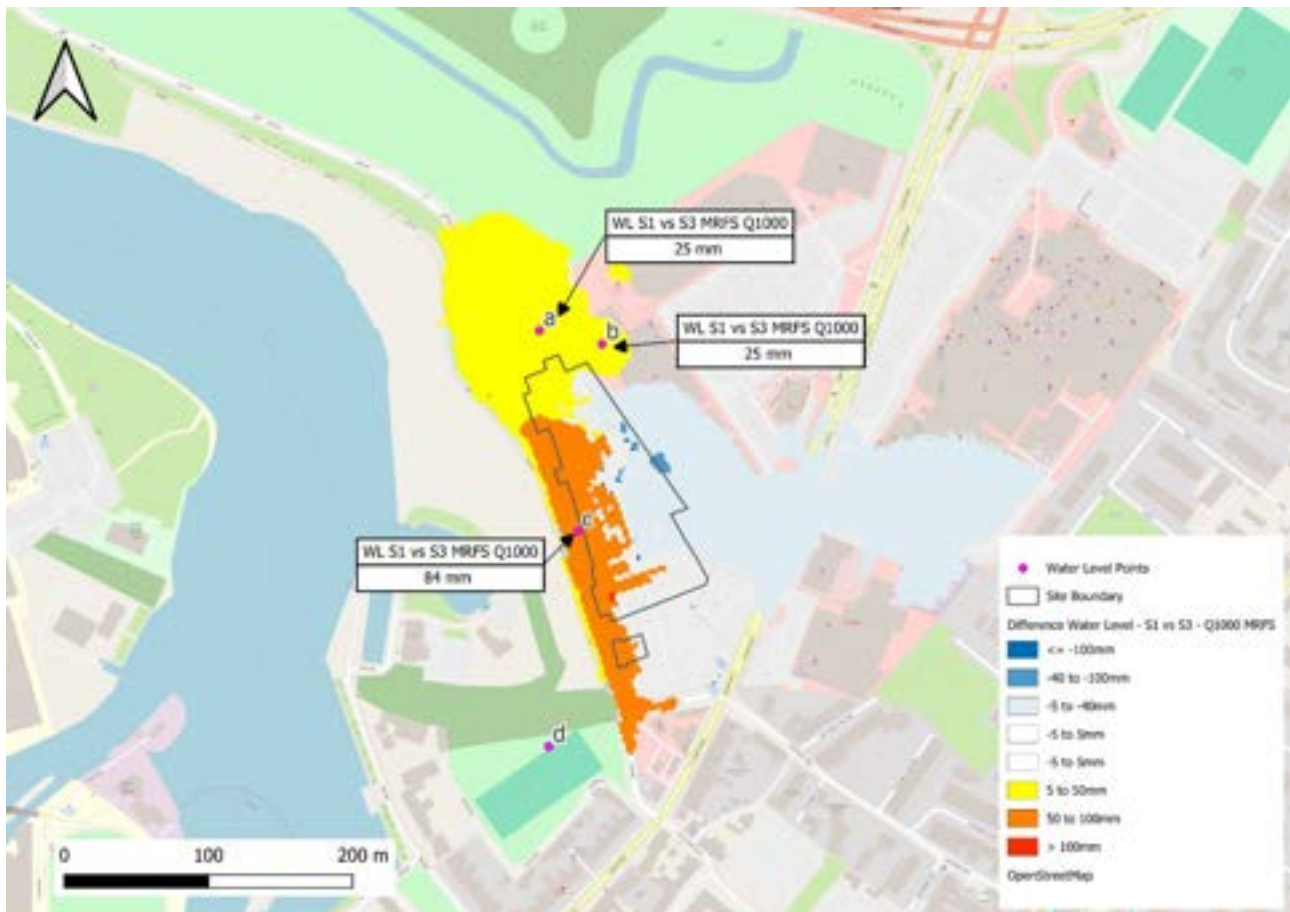 WL S1 vs S3 MRFS Q1000
25 mm
a
b
WL S1 vs S3 MRFS Q1000
25 mm
c
WL S1 vs S3 MRFS Q1000
84 mm
d
Water Level Points
Site Boundary
Difference Water Level - S1 vs S3 - Q1000 MRFS
<= -100mm
-40 to -100mm
-5 to -40mm
-5 to 5mm
-5 to 5mm
5 to 50mm
50 to 100mm
> 100mm
OpenStreetMap
0 100 200 m